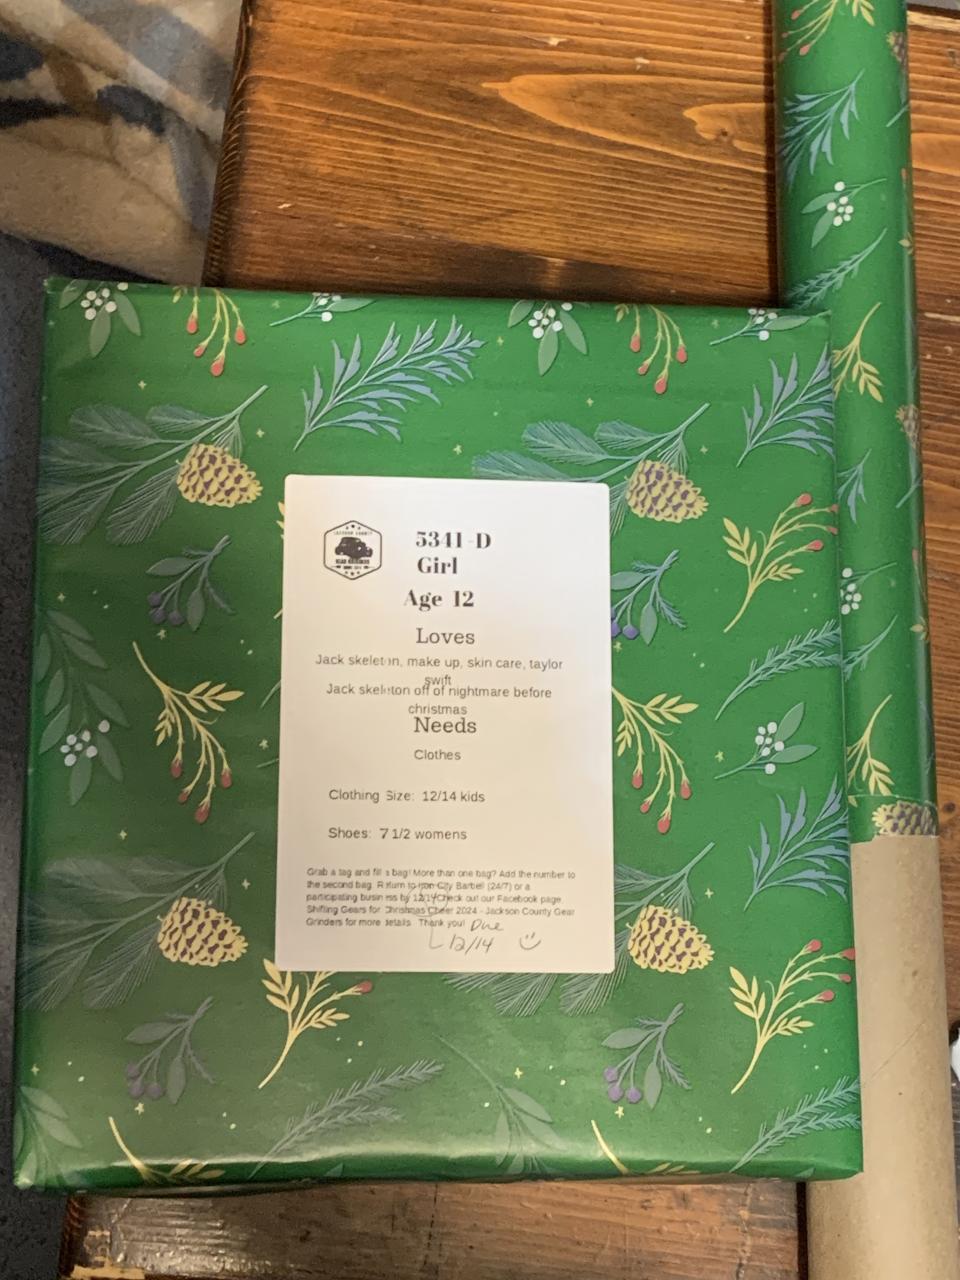 JACKSON COUNTY
GEAR GRINDERS
5341-D
Girl
Age 12
Loves
Jack skeleton, make up, skin care, taylor
swift
Jack skeleton off of nightmare before
christmas
Needs
Clothes
Clothing Size: 12/14 kids
Shoes: 7 1/2 womens
Grab a tag and fill a bag! More than one bag? Add the number to
the second bag. Return to Iron City Barbell (24/7) or a
participating business by 12/14 Check out our Facebook page.
Shifting Gears for Christmas Cheer 2024 - Jackson County Gear
Grinders for more details. Thank you! Due
12/14